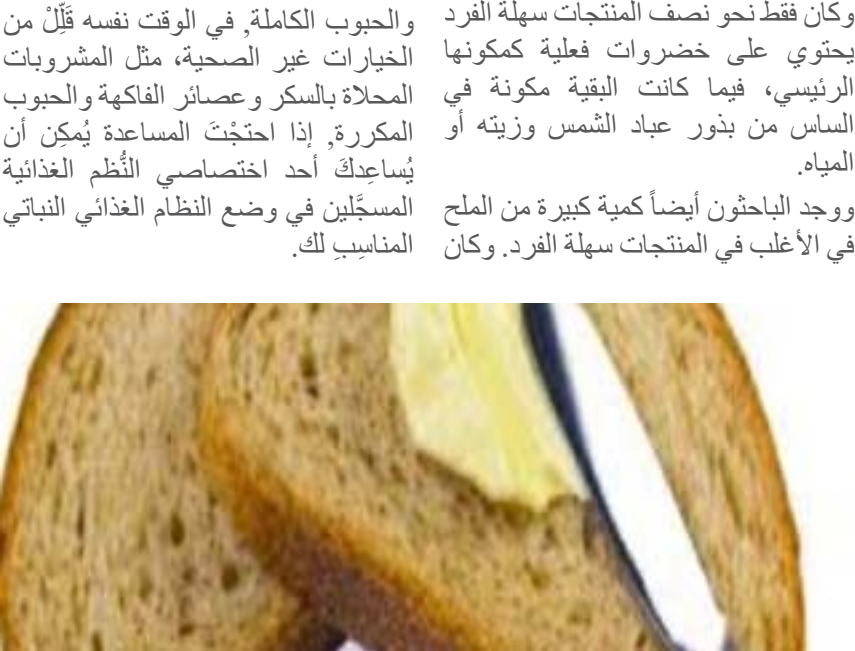 وكان فقط نحو نصف المنتجات سهلة الفرد
يحتوي على خضروات فعلية كمكونها
الرئيسي، فيما كانت البقية مكونة في
الساس من بذور عباد الشمس وزيته أو
المياه.
ووجد الباحثون أيضاً كمية كبيرة من الملح
في الأغلب في المنتجات سهلة الفرد. وكان
والحبوب الكاملة, في الوقت نفسه قَلِّلْ من
الخيارات غير الصحية، مثل المشروبات
المحلاة بالسكر وعصائر الفاكهة والحبوب
المكررة, إذا احتجْتَ المساعدة يُمكِن أن
يُساعِدكَ أحد اختصاصي النُّظم الغذائية
المسجَّلين في وضع النظام الغذائي النباتي
المناسِبِ لك.